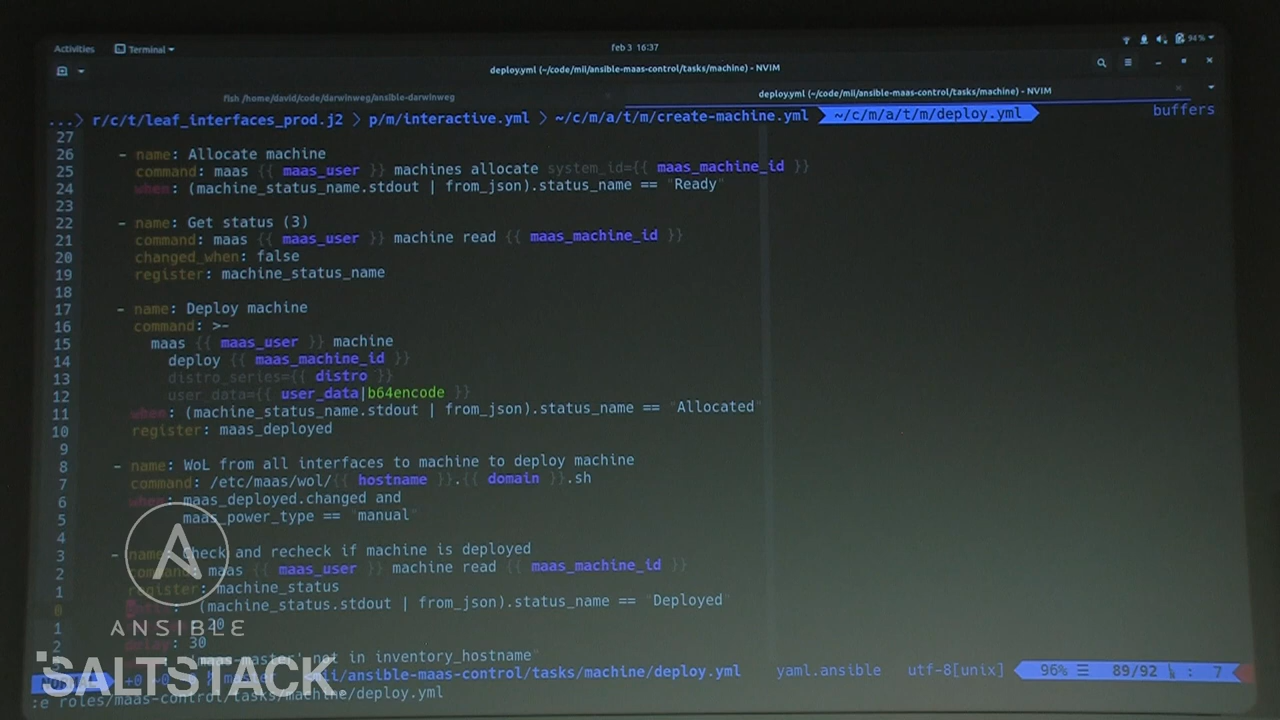 Activities Terminal feb 3 16:37 94%
deploy.yml (~/code/mii/ansible-maas-control/tasks/machine) - NVIM
fish /home/david/code/darwinweg/ansible-darwinweg deploy.yml (~/code/mii/ansible-maas-control/tasks/machine) - NVIM
...> r/c/t/leaf_interfaces_prod.j2 > p/m/interactive.yml > ~/c/m/a/t/m/create-machine.yml ~/c/m/a/t/m/deploy.yml buffers
27
26 - name: Allocate machine
25 command: maas {{ maas_user }} machines allocate system_id={{ maas_machine_id }}
24 when: (machine_status_name.stdout | from_json).status_name == "Ready"
23
22 - name: Get status (3)
21 command: maas {{ maas_user }} machine read {{ maas_machine_id }}
20 changed_when: false
19 register: machine_status_name
18
17 - name: Deploy machine
16 command: >-
15 maas {{ maas_user }} machine
14 deploy {{ maas_machine_id }}
13 distro_series={{ distro }}
12 user_data={{ user_data|b64encode }}
11 when: (machine_status_name.stdout | from_json).status_name == "Allocated"
10 register: maas_deployed
9
8 - name: WoL from all interfaces to machine to deploy machine
7 command: /etc/maas/wol/{{ hostname }}.{{ domain }}.sh
6 when: maas_deployed.changed and
5 maas_power_type == "manual"
4
3 - name: Check and recheck if machine is deployed
2 command: maas {{ maas_user }} machine read {{ maas_machine_id }}
1 register: machine_status
0 (machine_status.stdout | from_json).status_name == "Deployed"
1 20
2 delay: 30
'maas-master' not in inventory_hostname"
ANSIBLE
SALTSTACK.
/ansible-maas-control/tasks/machine/deploy.yml yaml.ansible utf-8[unix] 96% 89/92 : 7
:e roles/maas-control/tasks/machine/deploy.yml